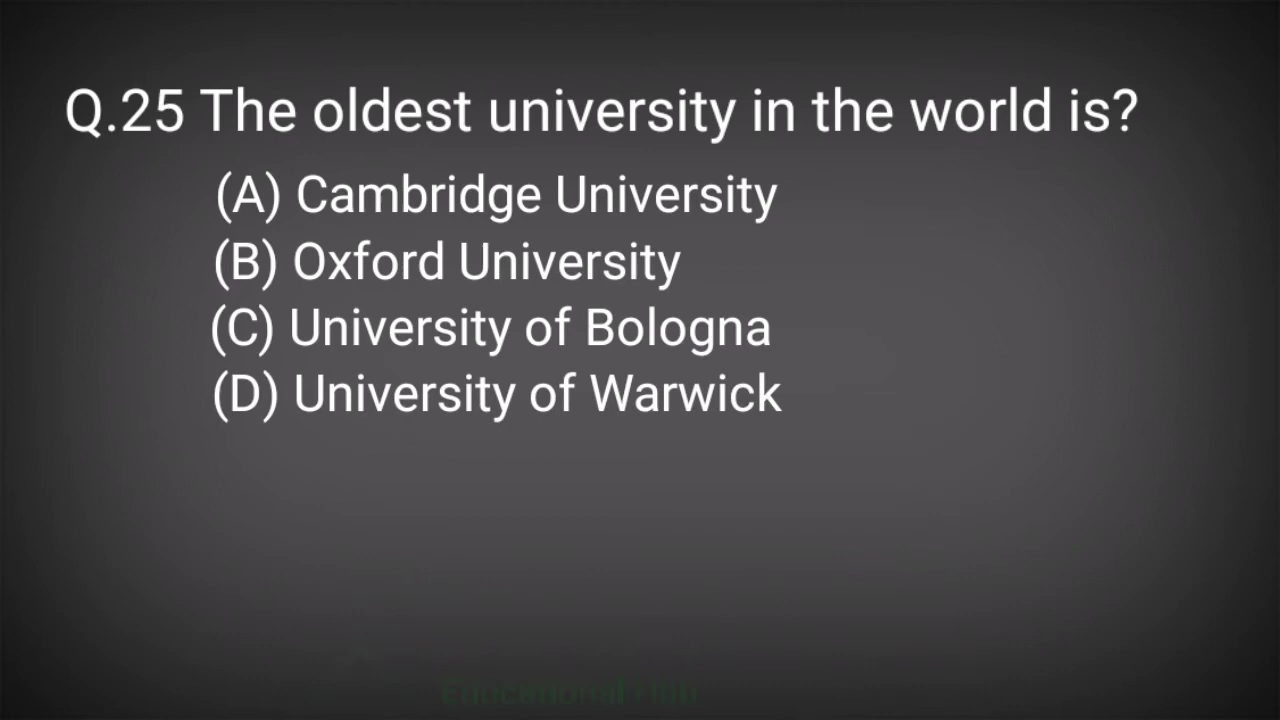 Q.25 The oldest university in the world is?
(A) Cambridge University
(B) Oxford University
(C) University of Bologna
(D) University of Warwick